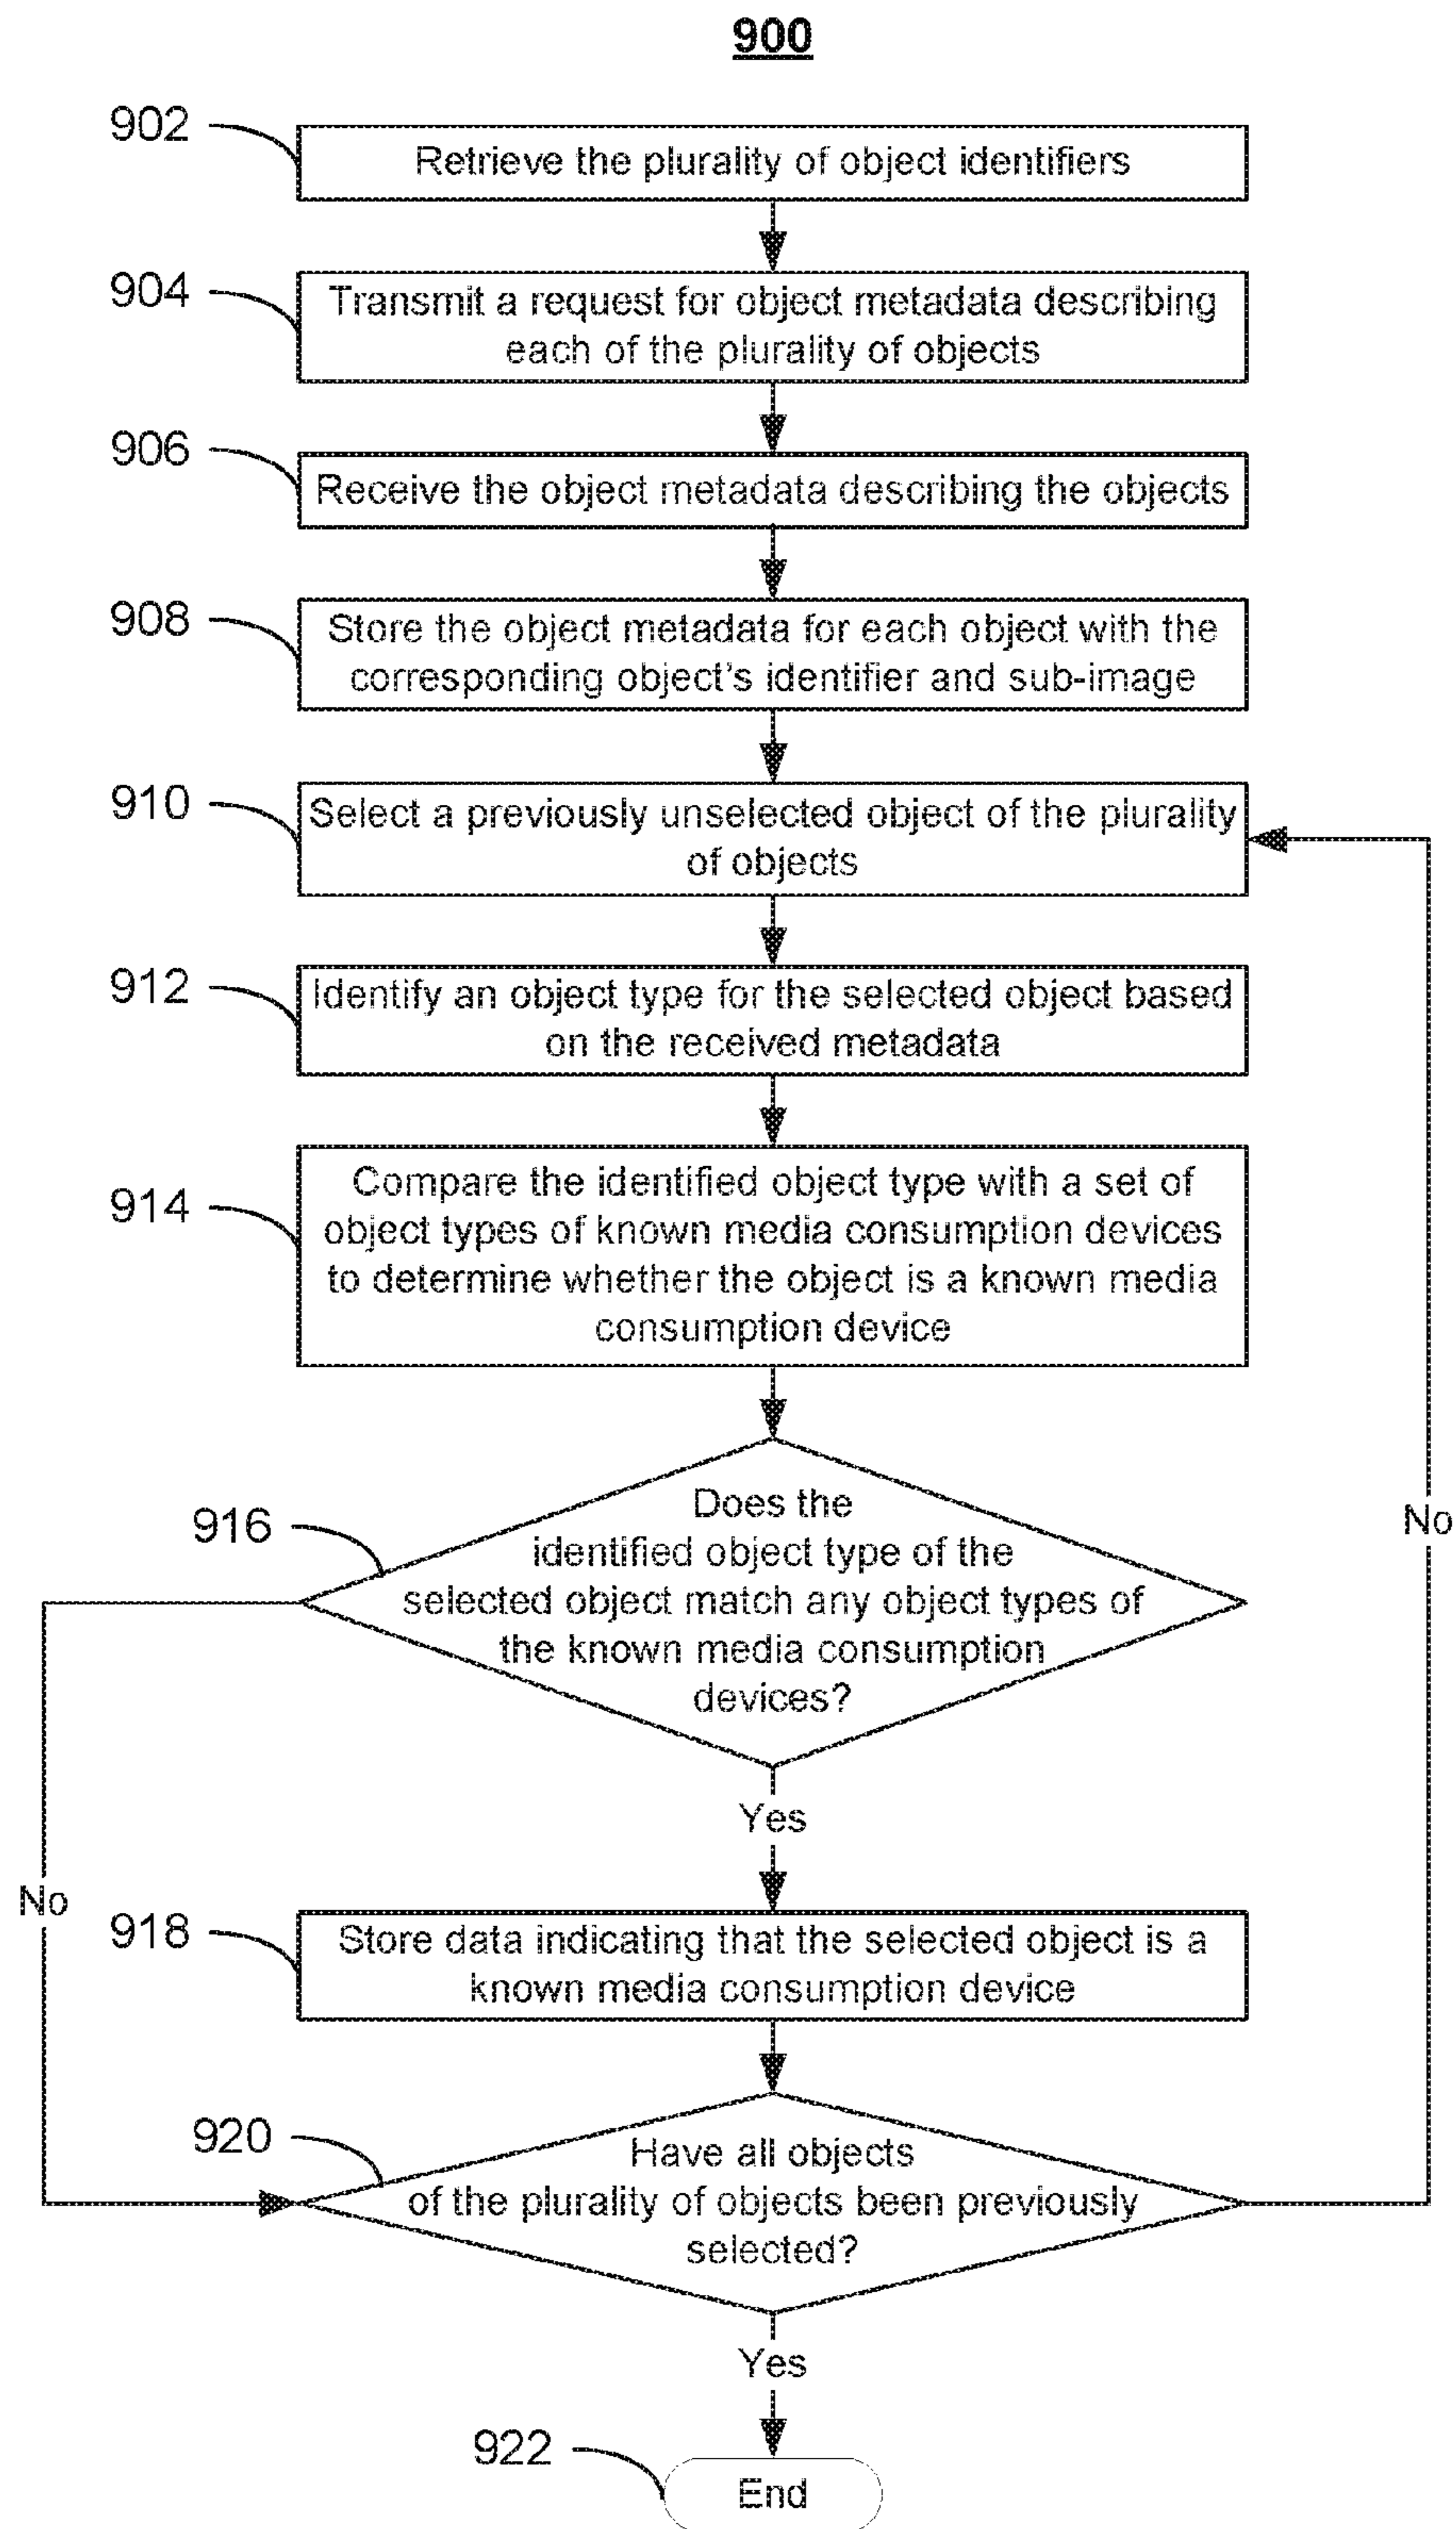 900
902
Retrieve the plurality of object identifiers
904
Transmit a request for object metadata describing
each of the plurality of objects
906
Receive the object metadata describing the objects
908
Store the object metadata for each object with the
corresponding object's identifier and sub-image
910
Select a previously unselected object of the plurality
of objects
912
Identify an object type for the selected object based
on the received metadata
914
Compare the identified object type with a set of
object types of known media consumption devices
to determine whether the object is a known media
consumption device
916
Does the
identified object type of the
selected object match any object types of
the known media consumption
devices?
No
Yes
No
918
Store data indicating that the selected object is a
known media consumption device
920
Have all objects
of the plurality of objects been previously
selected?
Yes
922
End